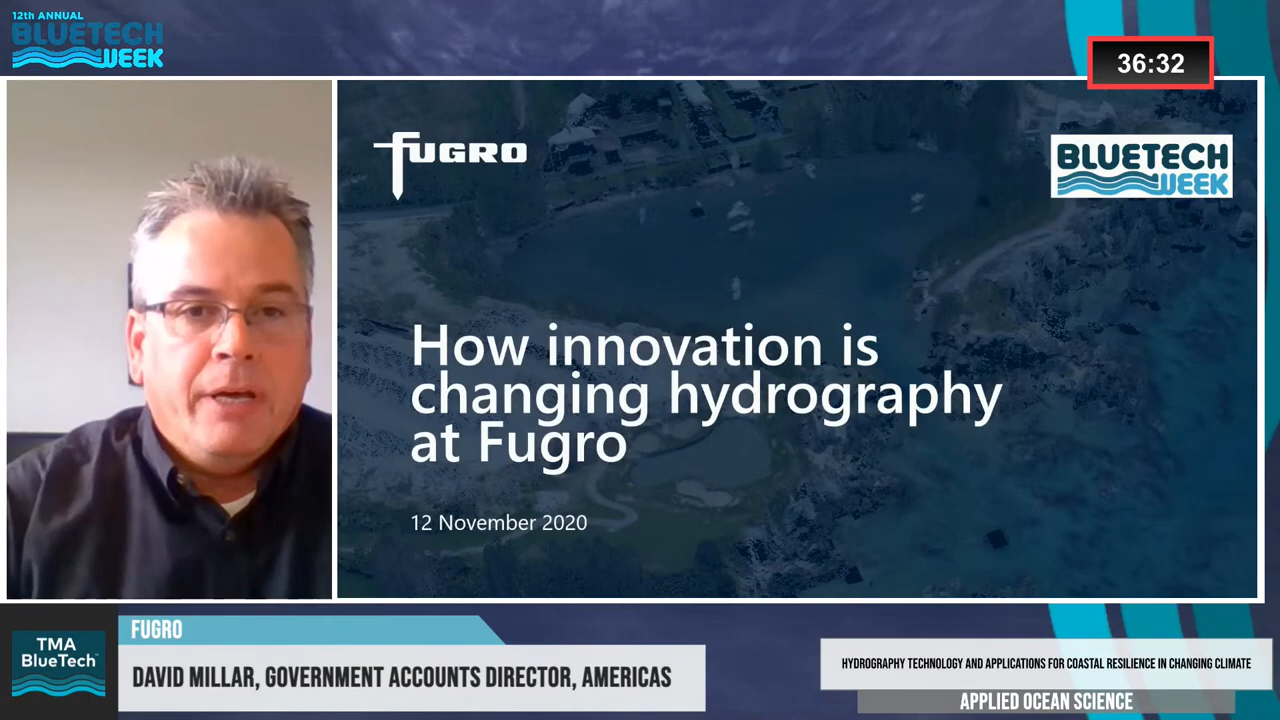 12th ANNUAL
BLUETECH
WEEK
36:32
FUGRO
BLUETECH
WEEK
How innovation is
changing hydrography
at Fugro
12 November 2020
TMA
BlueTech™
FUGRO
DAVID MILLAR, GOVERNMENT ACCOUNTS DIRECTOR, AMERICAS
HYDROGRAPHY TECHNOLOGY AND APPLICATIONS FOR COASTAL RESILIENCE IN CHANGING CLIMATE
APPLIED OCEAN SCIENCE